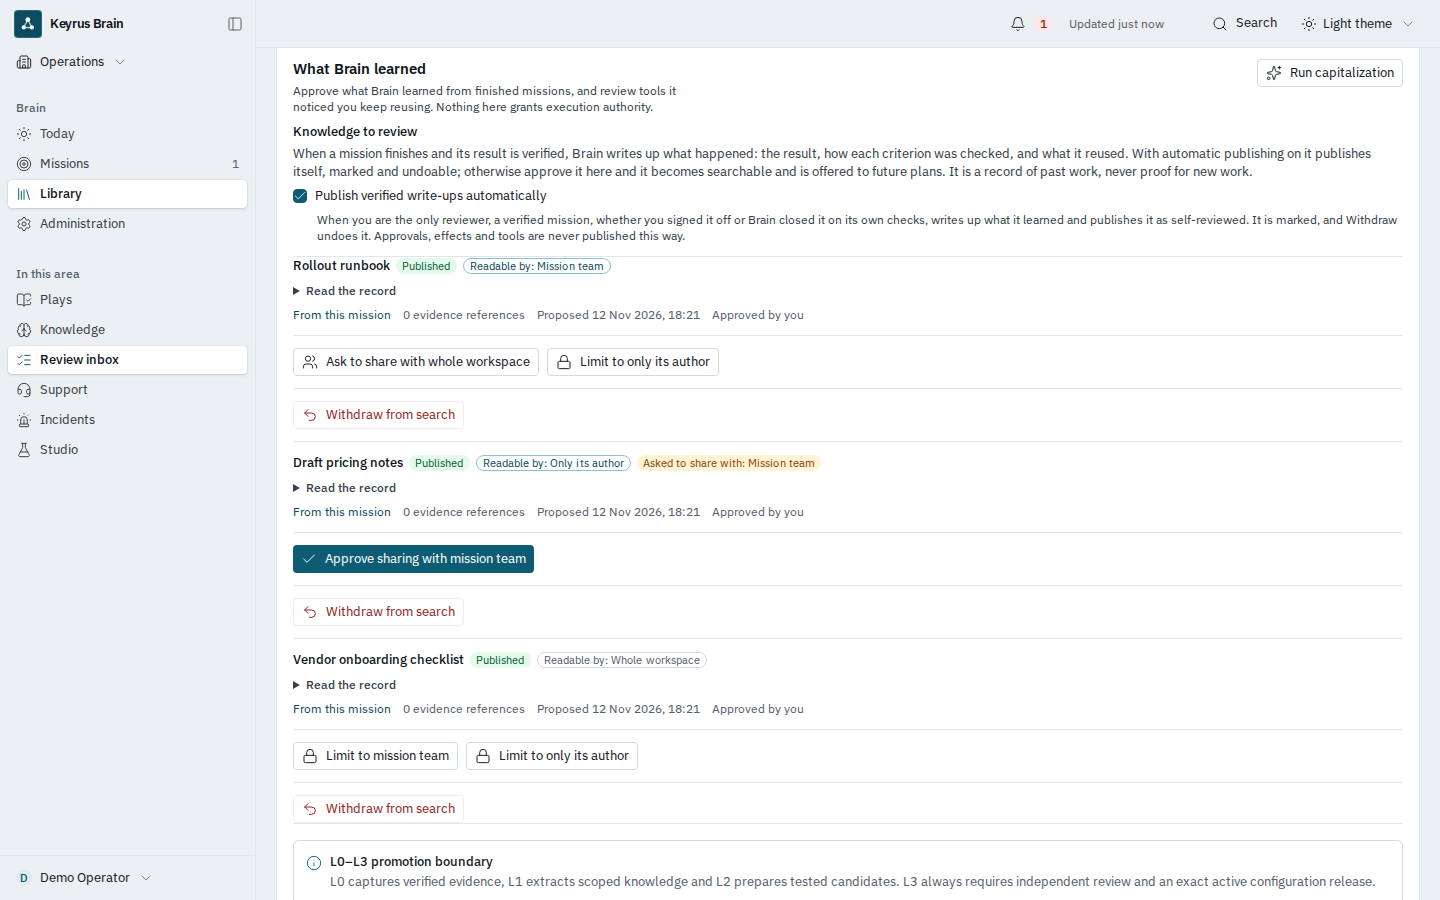 Keyrus Brain
1
Updated just now
Search
Light theme
Operations
Brain
Today
Missions
1
Library
Administration
In this area
Plays
Knowledge
Review inbox
Support
Incidents
Studio
D
Demo Operator
What Brain learned
Run capitalization
Approve what Brain learned from finished missions, and review tools it
noticed you keep reusing. Nothing here grants execution authority.
Knowledge to review
When a mission finishes and its result is verified, Brain writes up what happened: the result, how each criterion was checked, and what it reused. With automatic publishing on it publishes
itself, marked and undoable; otherwise approve it here and it becomes searchable and is offered to future plans. It is a record of past work, never proof for new work.
Publish verified write-ups automatically
When you are the only reviewer, a verified mission, whether you signed it off or Brain closed it on its own checks, writes up what it learned and publishes it as self-reviewed. It is marked, and Withdraw
undoes it. Approvals, effects and tools are never published this way.
Rollout runbook Published Readable by: Mission team
Read the record
From this mission 0 evidence references Proposed 12 Nov 2026, 18:21 Approved by you
Ask to share with whole workspace Limit to only its author
Withdraw from search
Draft pricing notes Published Readable by: Only its author Asked to share with: Mission team
Read the record
From this mission 0 evidence references Proposed 12 Nov 2026, 18:21 Approved by you
Approve sharing with mission team
Withdraw from search
Vendor onboarding checklist Published Readable by: Whole workspace
Read the record
From this mission 0 evidence references Proposed 12 Nov 2026, 18:21 Approved by you
Limit to mission team Limit to only its author
Withdraw from search
L0–L3 promotion boundary
L0 captures verified evidence, L1 extracts scoped knowledge and L2 prepares tested candidates. L3 always requires independent review and an exact active configuration release.